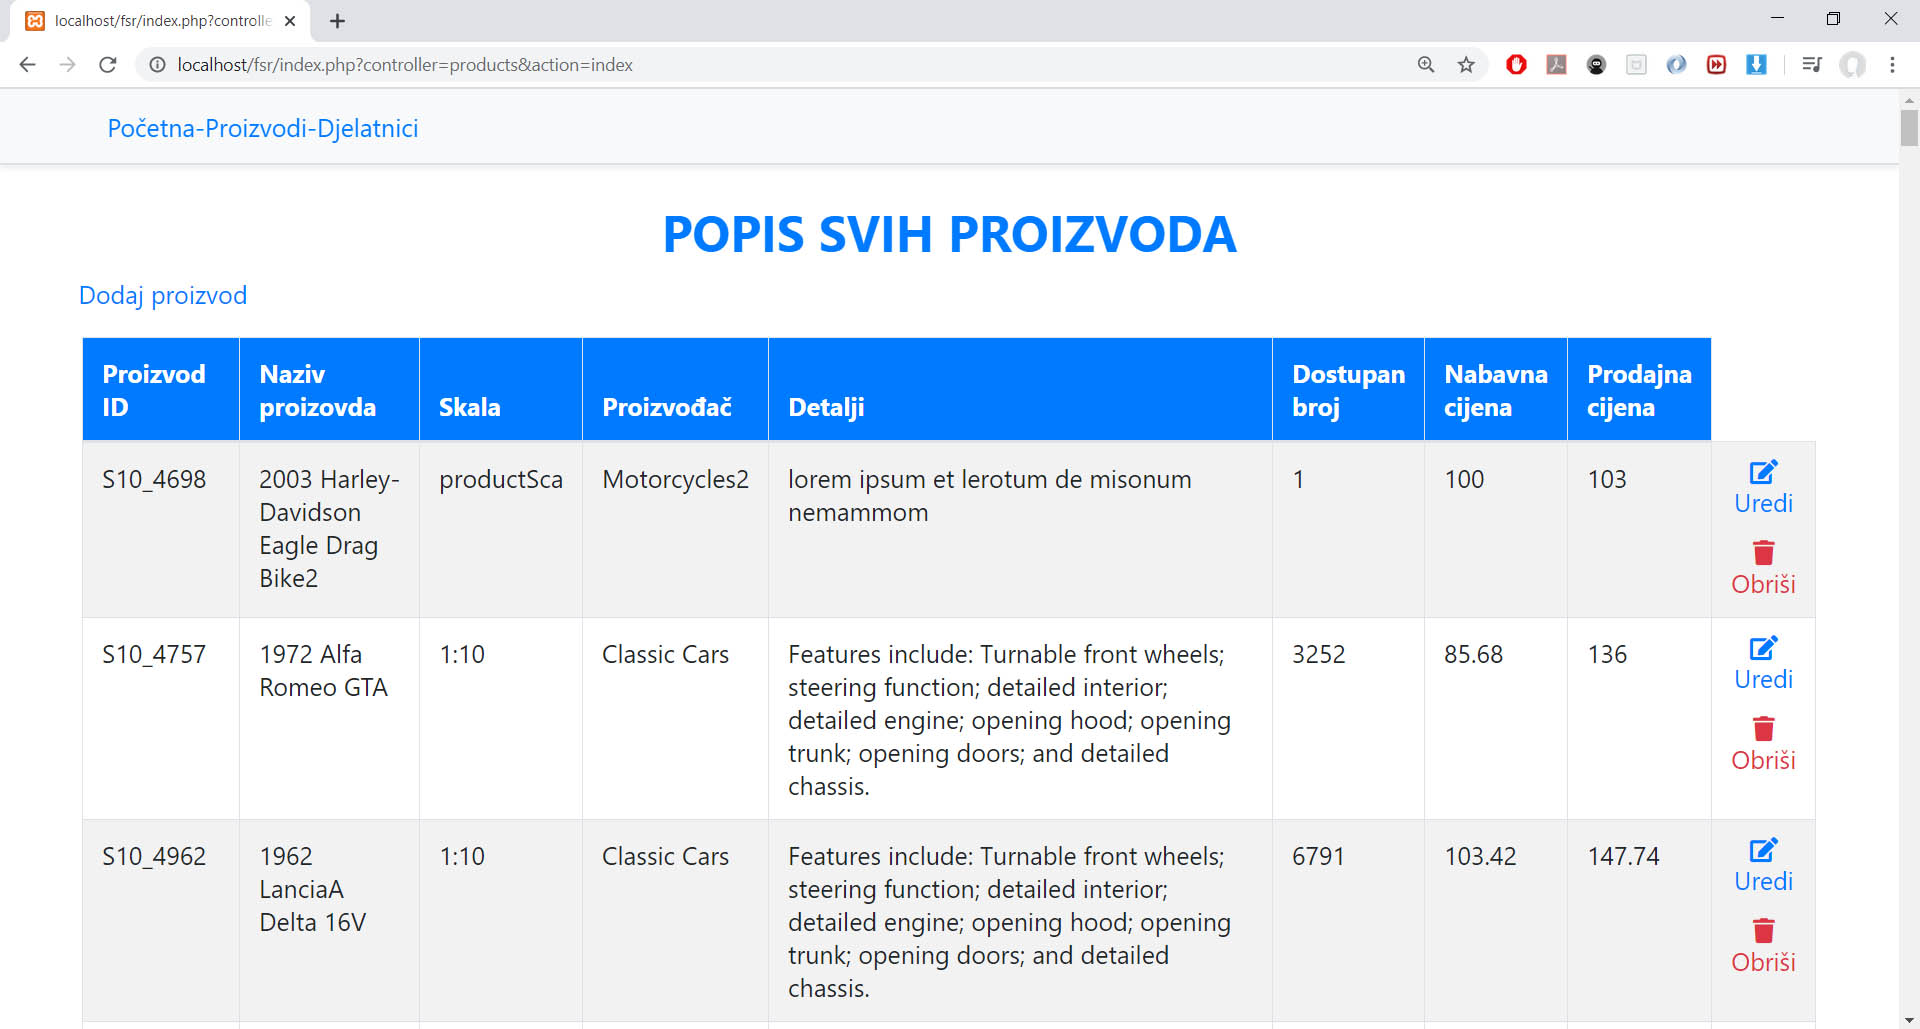 localhost/fsr/index.php?controlle
localhost/fsr/index.php?controller=products&action=index
Početna-Proizvodi-Djelatnici
POPIS SVIH PROIZVODA
Dodaj proizvod
Proizvod
ID
Naziv
proizovda
Skala
Proizvođač
Detalji
Dostupan
broj
Nabavna
cijena
Prodajna
cijena
S10_4698
2003 Harley-
Davidson
Eagle Drag
Bike2
productSca
Motorcycles2
lorem ipsum et lerotum de misonum
nemammom
1
100
103
Uredi
Obriši
S10_4757
1972 Alfa
Romeo GTA
1:10
Classic Cars
Features include: Turnable front wheels;
steering function; detailed interior;
detailed engine; opening hood; opening
trunk; opening doors; and detailed
chassis.
3252
85.68
136
Uredi
Obriši
S10_4962
1962
LanciaA
Delta 16V
1:10
Classic Cars
Features include: Turnable front wheels;
steering function; detailed interior;
detailed engine; opening hood; opening
trunk; opening doors; and detailed
chassis.
6791
103.42
147.74
Uredi
Obriši